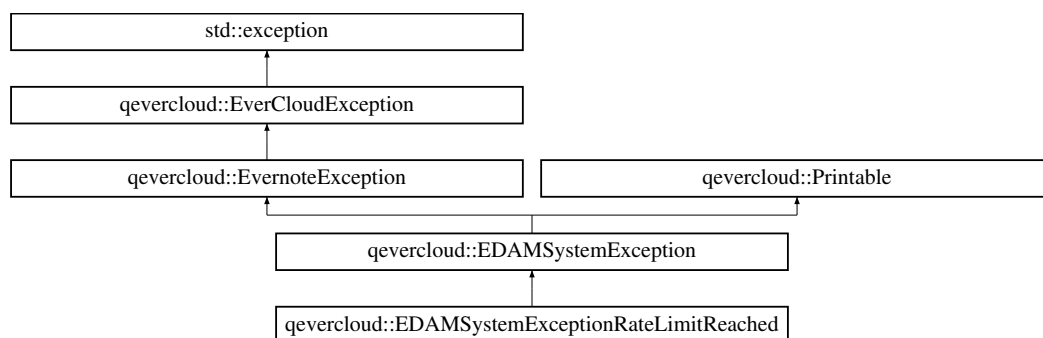 std::exception
qevercloud::EverCloudException
qevercloud::EvernoteException
qevercloud::Printable
qevercloud::EDAMSystemException
qevercloud::EDAMSystemExceptionRateLimitReached